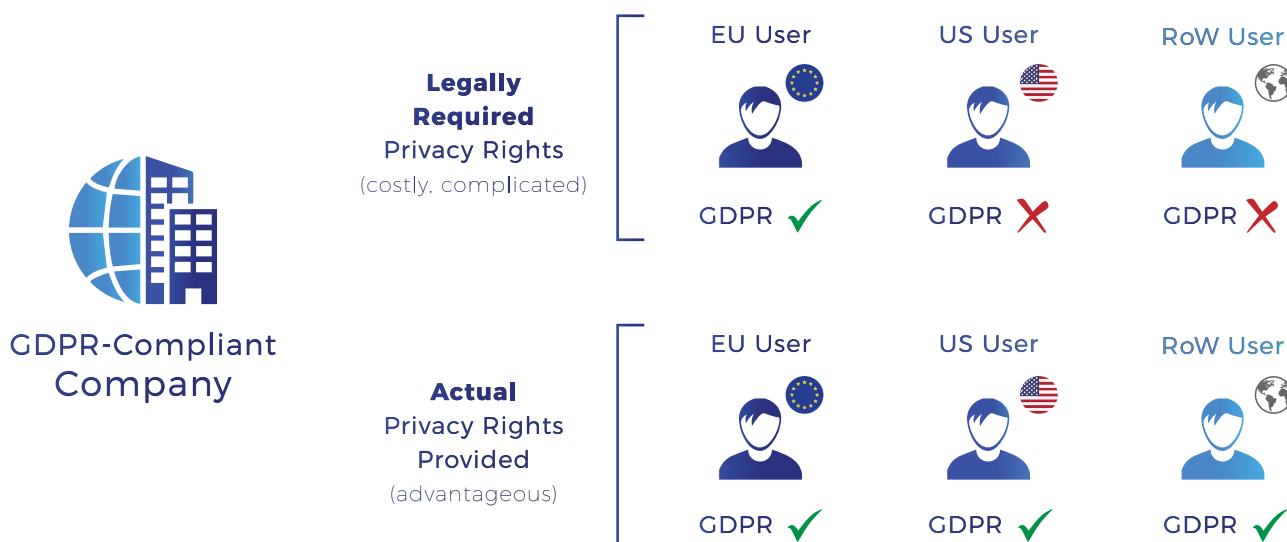 GDPR-Compliant
Company
Legally
Required
Privacy Rights
(costly, complicated)
EU User
US User
RoW User
GDPR
GDPR
GDPR
Actual
Privacy Rights
Provided
(advantageous)
EU User
US User
RoW User
GDPR
GDPR
GDPR